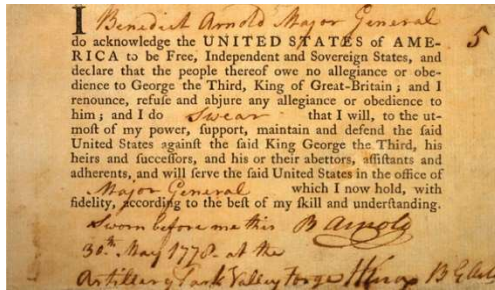 I Benedict Arnold Major General
do acknowledge the UNITED STATES of AME-
RICA to be Free, Independent and Sovereign States, and
declare that the people thereof owe no allegiance or obe-
dience to George the Third, King of Great-Britain; and I
renounce, refuſe and abjure any allegiance or obedience to
him; and I do Swear that I will, to the ut-
moſt of my power, ſupport, maintain and defend the ſaid
United States againſt the ſaid King George the Third, his
heirs and ſucceſſors, and his or their abettors, aſſiſtants and
adherents, and will ſerve the ſaid United States in the office of
Major General which I now hold, with
fidelity, according to the beſt of my ſkill and underſtanding.
Sworn before me this B Arnold
30th May 1778 - at the
Artillery Park Valley Forge HKnox B G Art
5